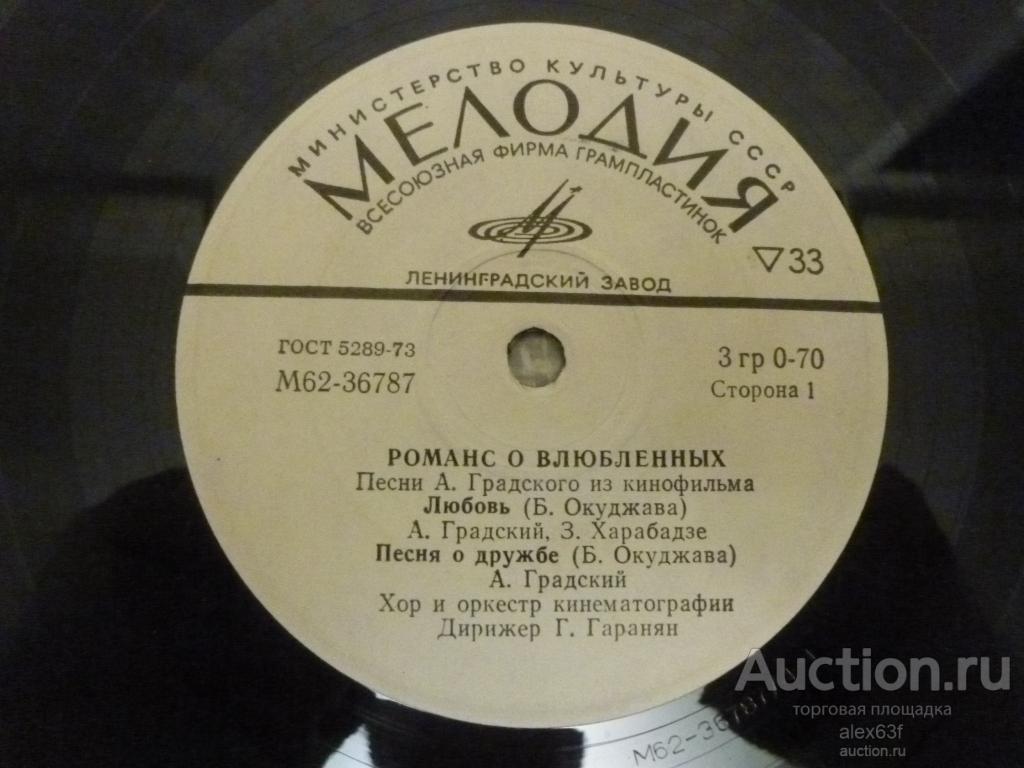 МИНИСТЕРСТВО КУЛЬТУРЫ СССР
МЕЛОДИЯ
ВСЕСОЮЗНАЯ ФИРМА ГРАМПЛАСТИНОК
▽33
ЛЕНИНГРАДСКИЙ ЗАВОД
ГОСТ 5289-73
М62-36787
3 гр 0-70
Сторона 1
РОМАНС О ВЛЮБЛЕННЫХ
Песни А. Градского из кинофильма
Любовь (Б. Окуджава)
А. Градский, З. Харабадзе
Песня о дружбе (Б. Окуджава)
А. Градский
Хор и оркестр кинематографии
Дирижер Г. Гаранян
Auction.ru
торговая площадка
alex63f
auction.ru
М62-36787